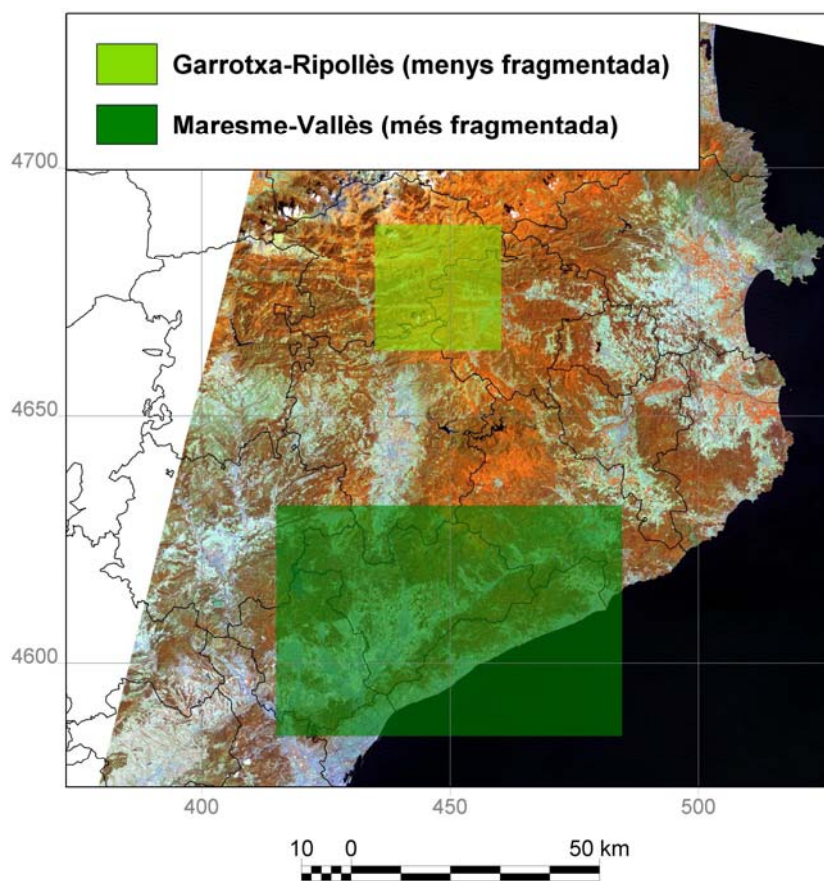 Garrotxa-Ripollès (menys fragmentada)
Maresme-Vallès (més fragmentada)
4700
4650
4600
400 450 500
10 0 50 km